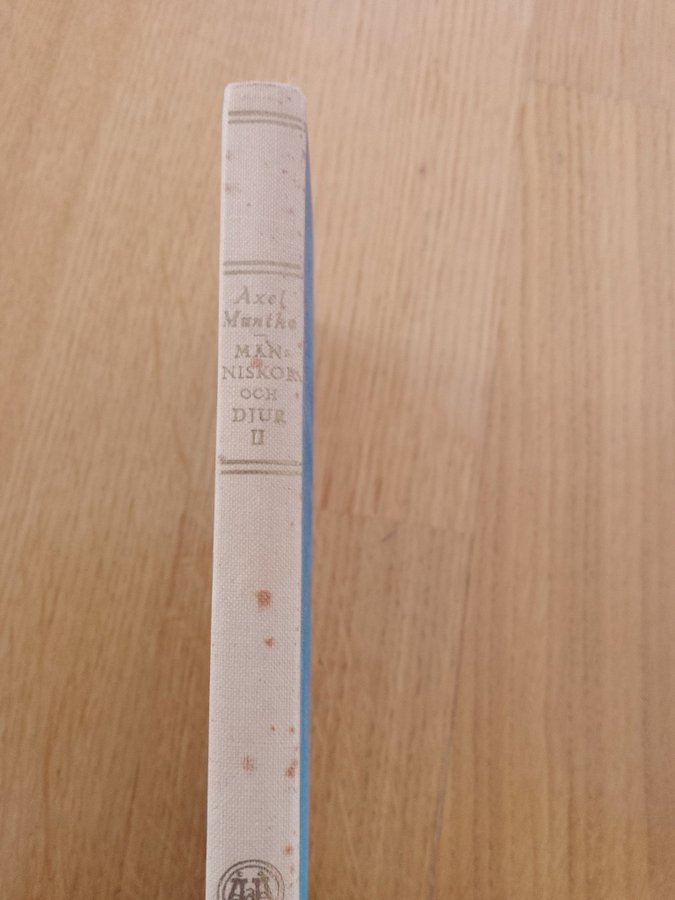 Axel
Munthe
—
MÄN-
NISKOR
OCH
DJUR
II